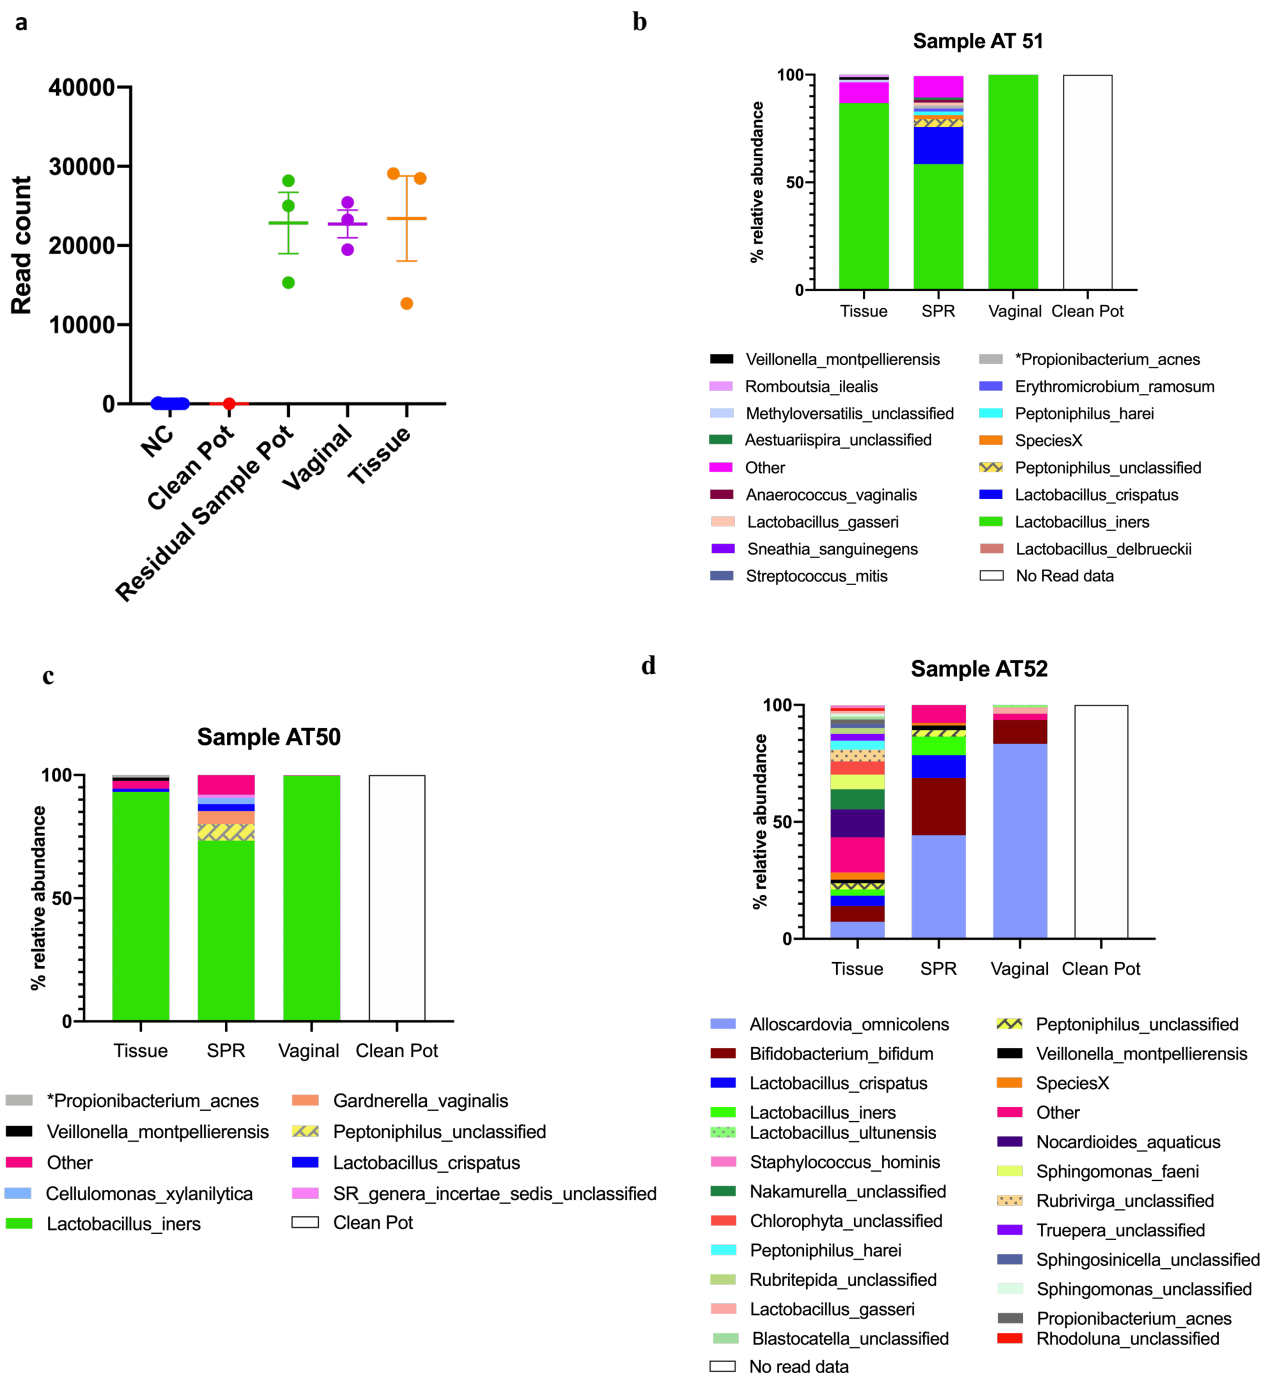 a
40000
30000
20000
10000
0
Read count
NC
Clean Pot
Residual Sample Pot
Vaginal
Tissue
b
Sample AT 51
100
50
0
% relative abundance
Tissue
SPR
Vaginal
Clean Pot
Veillonella_montpellierensis
Romboutsia_ilealis
Methyloversatilis_unclassified
Aestuariispira_unclassified
Other
Anaerococcus_vaginalis
Lactobacillus_gasseri
Sneathia_sanguinegens
Streptococcus_mitis
*Propionibacterium_acnes
Erythromicrobium_ramosum
Peptoniphilus_harei
SpeciesX
Peptoniphilus_unclassified
Lactobacillus_crispatus
Lactobacillus_iners
Lactobacillus_delbrueckii
No Read data
c
Sample AT50
100
50
0
% relative abundance
Tissue
SPR
Vaginal
Clean Pot
*Propionibacterium_acnes
Veillonella_montpellierensis
Other
Cellulomonas_xylanilytica
Lactobacillus_iners
Gardnerella_vaginalis
Peptoniphilus_unclassified
Lactobacillus_crispatus
SR_genera_incertae_sedis_unclassified
Clean Pot
d
Sample AT52
100
50
0
% relative abundance
Tissue
SPR
Vaginal
Clean Pot
Alloscardovia_omnicolens
Bifidobacterium_bifidum
Lactobacillus_crispatus
Lactobacillus_iners
Lactobacillus_ultunensis
Staphylococcus_hominis
Nakamurella_unclassified
Chlorophyta_unclassified
Peptoniphilus_harei
Rubritepida_unclassified
Lactobacillus_gasseri
Blastocatella_unclassified
No read data
Peptoniphilus_unclassified
Veillonella_montpellierensis
SpeciesX
Other
Nocardioides_aquaticus
Sphingomonas_faeni
Rubrivirga_unclassified
Truepera_unclassified
Sphingosinicella_unclassified
Sphingomonas_unclassified
Propionibacterium_acnes
Rhodoluna_unclassified